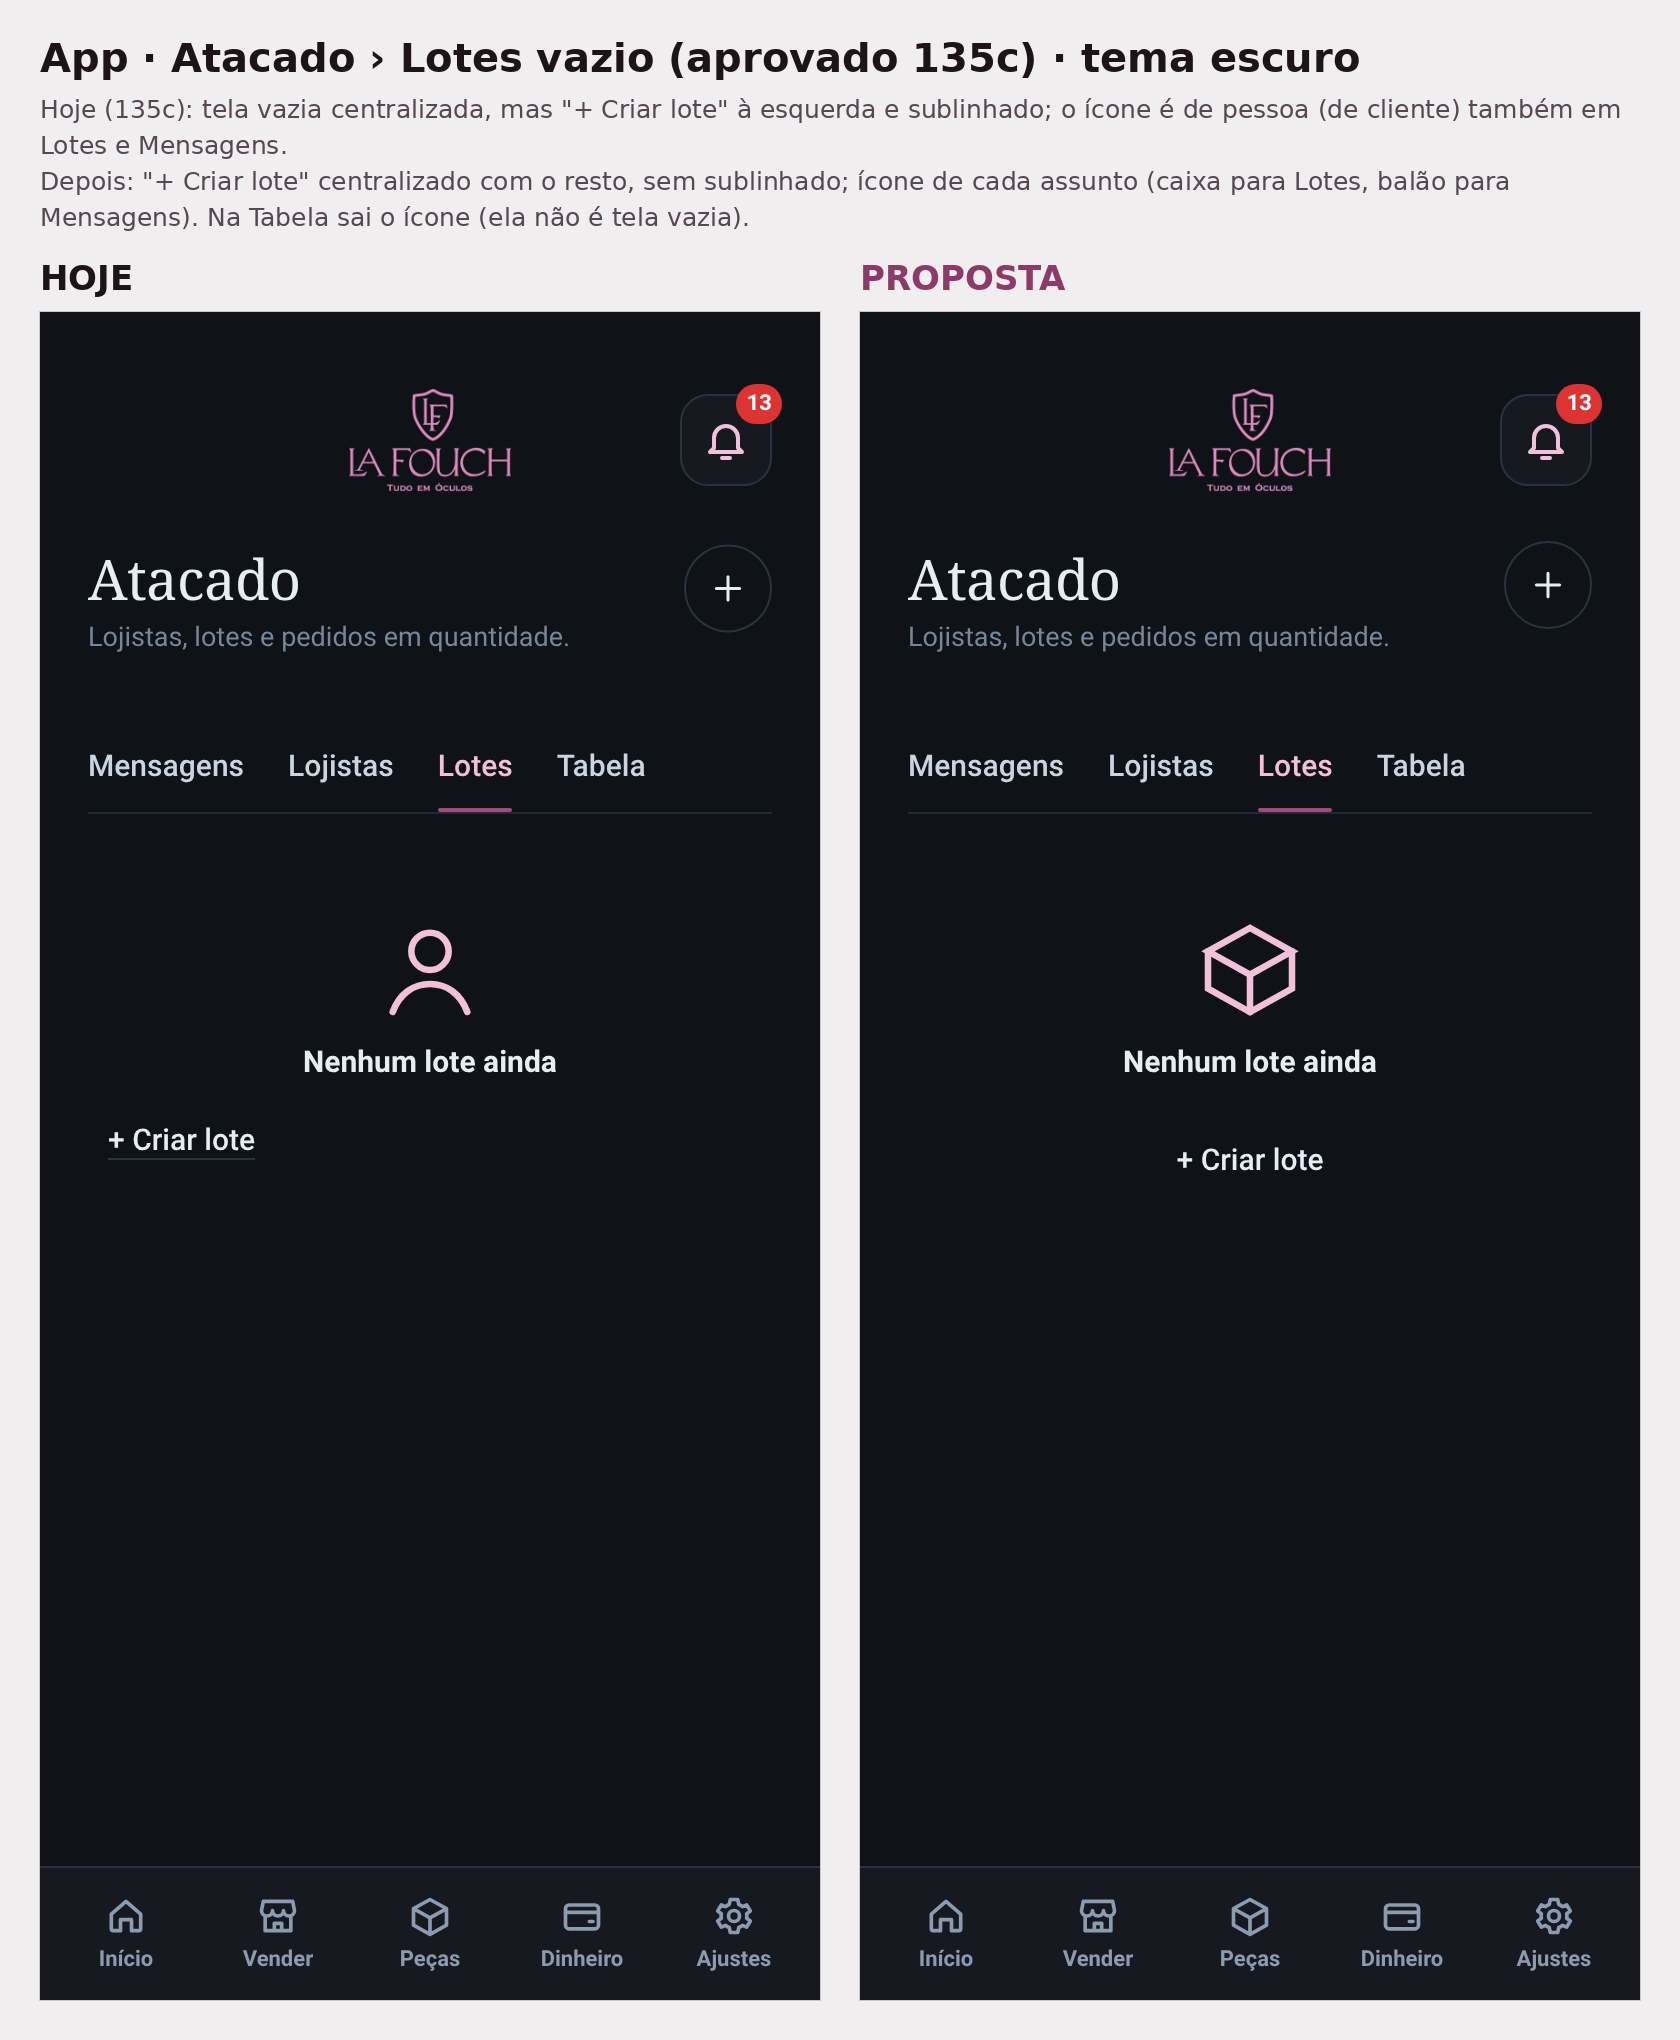 App · Atacado › Lotes vazio (aprovado 135c) · tema escuro
Hoje (135c): tela vazia centralizada, mas "+ Criar lote" à esquerda e sublinhado; o ícone é de pessoa (de cliente) também em
Lotes e Mensagens.
Depois: "+ Criar lote" centralizado com o resto, sem sublinhado; ícone de cada assunto (caixa para Lotes, balão para
Mensagens). Na Tabela sai o ícone (ela não é tela vazia).
HOJE
LF
LA FOUCH
TUDO EM ÓCULOS
13
Atacado
+
Lojistas, lotes e pedidos em quantidade.
Mensagens Lojistas Lotes Tabela
Nenhum lote ainda
+ Criar lote
Início Vender Peças Dinheiro Ajustes
PROPOSTA
LF
LA FOUCH
TUDO EM ÓCULOS
13
Atacado
+
Lojistas, lotes e pedidos em quantidade.
Mensagens Lojistas Lotes Tabela
Nenhum lote ainda
+ Criar lote
Início Vender Peças Dinheiro Ajustes